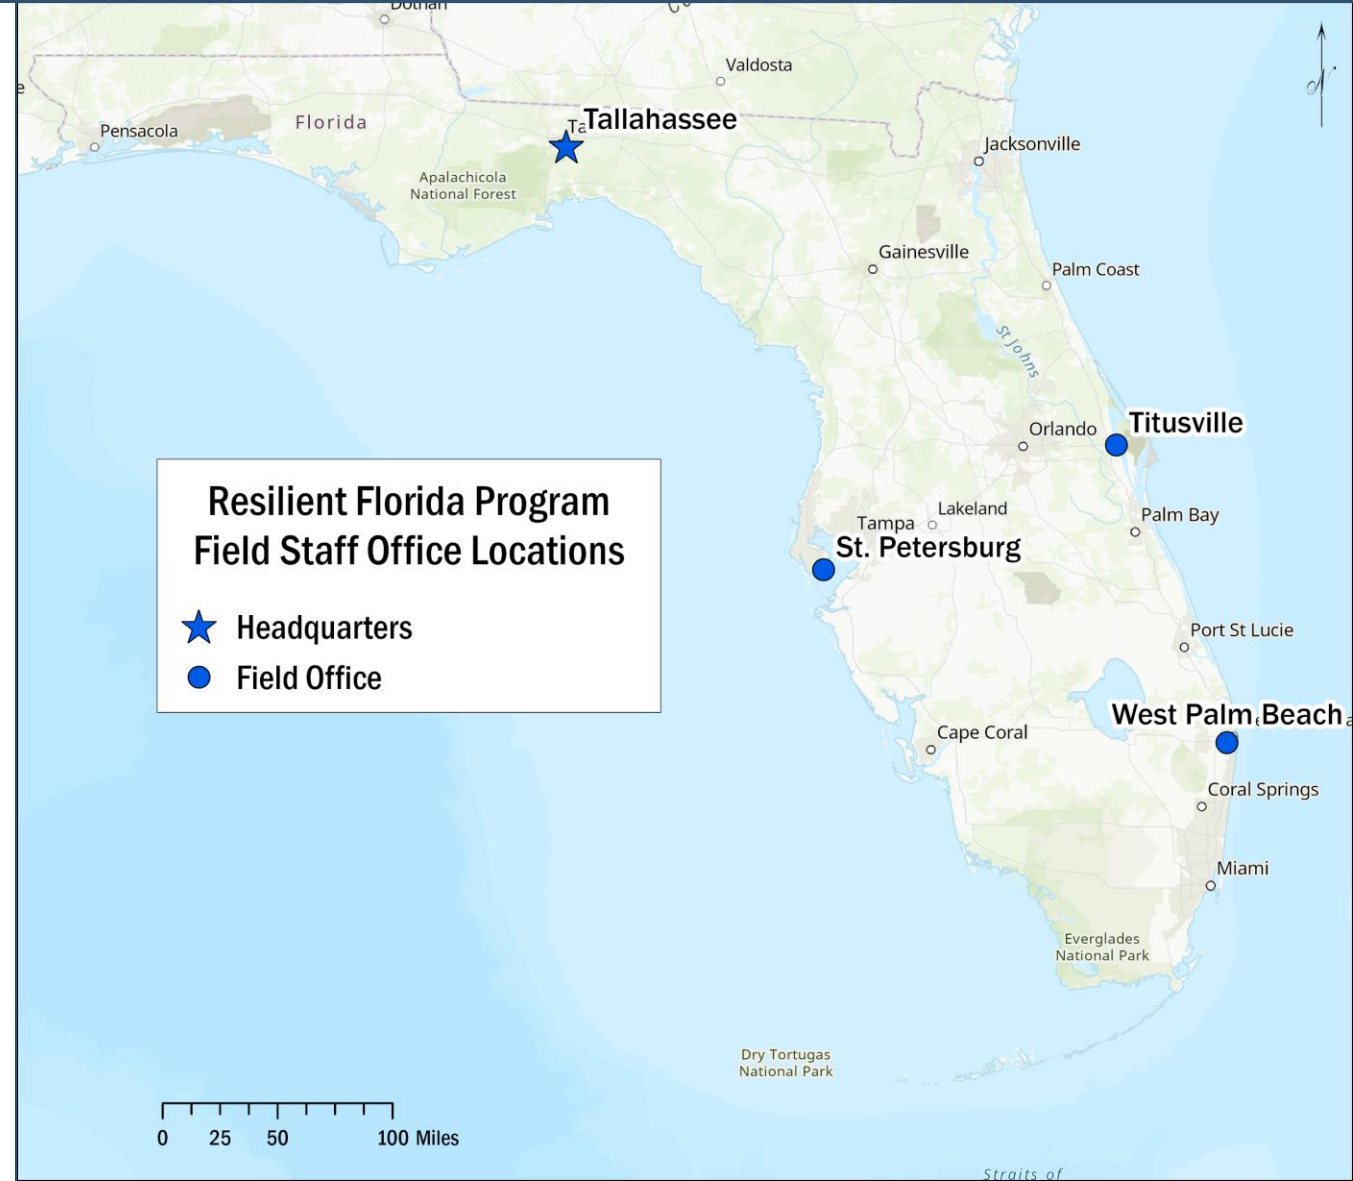 Dothan
Valdosta
Pensacola
Florida
Tallahassee
Jacksonville
Apalachicola
National Forest
Gainesville
Palm Coast
St Johns
Titusville
Orlando
Lakeland
Tampa
Palm Bay
St. Petersburg
Resilient Florida Program
Field Staff Office Locations
Headquarters
Field Office
Port St Lucie
West Palm Beach
Cape Coral
Coral Springs
Miami
Everglades
National Park
Dry Tortugas
National Park
0 25 50 100 Miles
Straits of
N